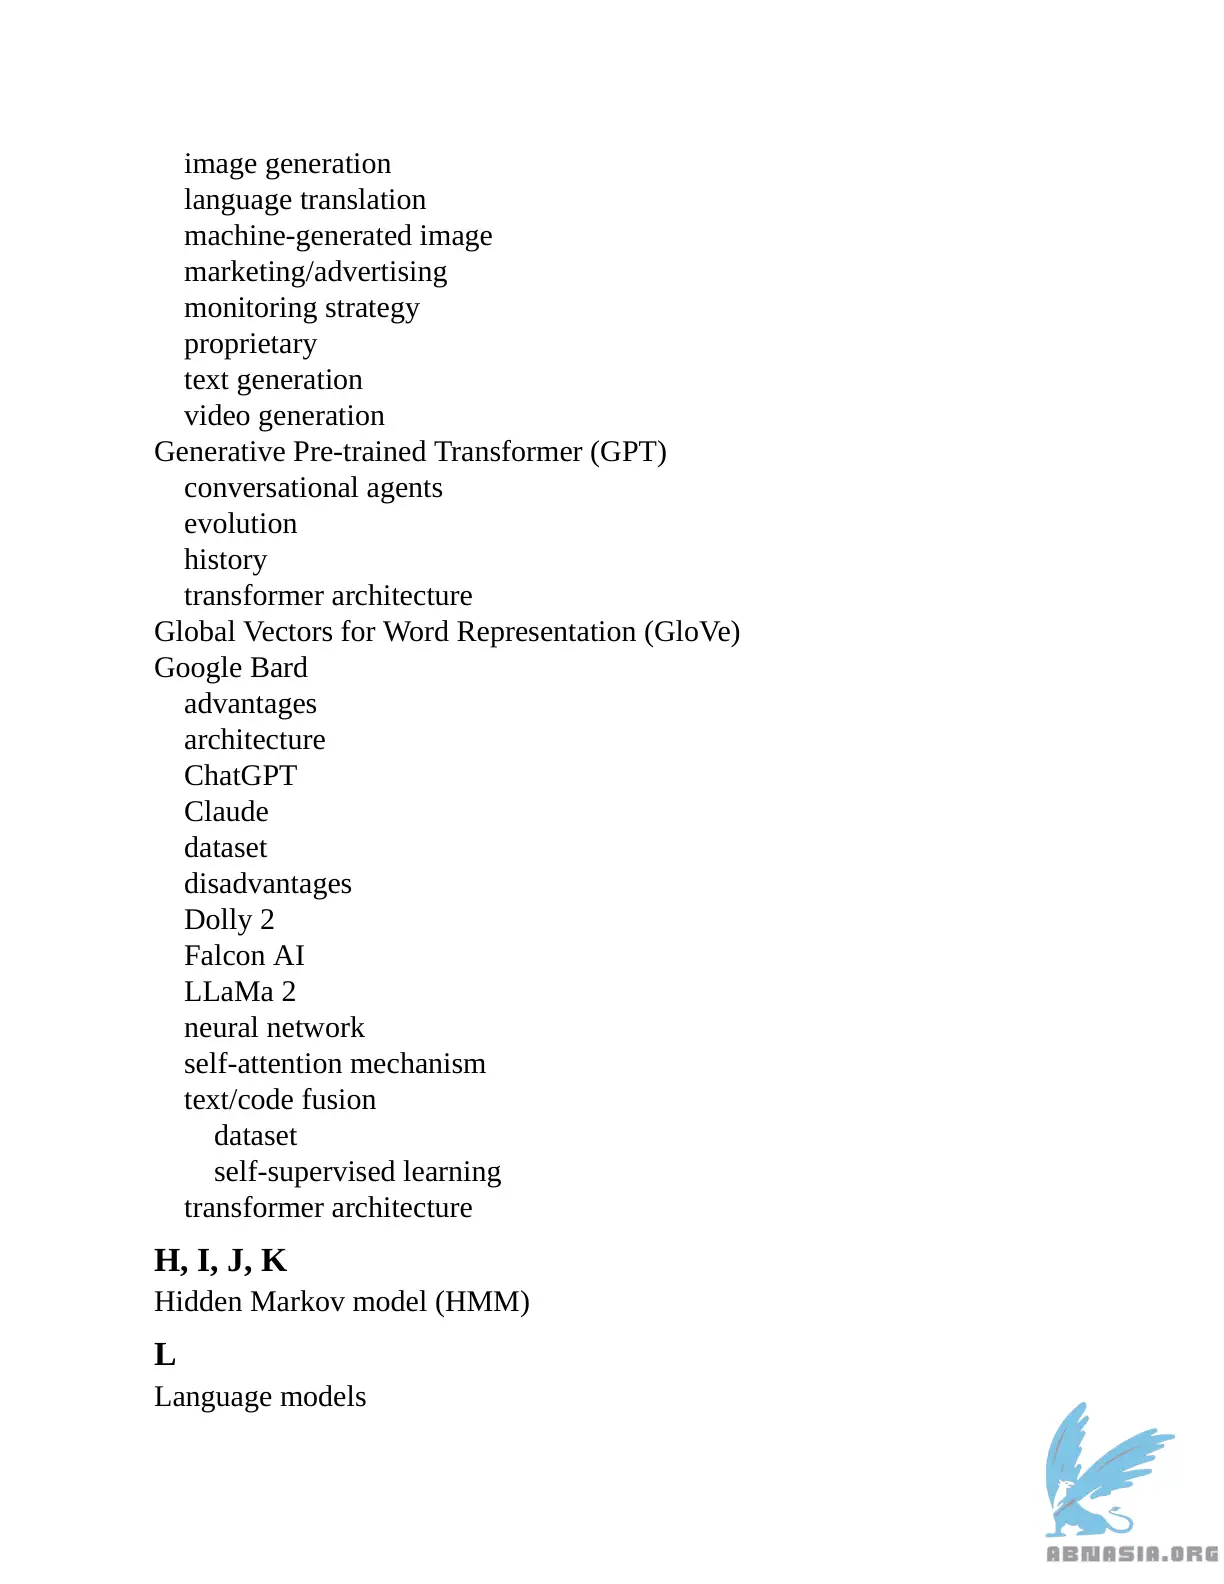 image generation
language translation
machine-generated image
marketing/advertising
monitoring strategy
proprietary
text generation
video generation
Generative Pre-trained Transformer (GPT)
conversational agents
evolution
history
transformer architecture
Global Vectors for Word Representation (GloVe)
Google Bard
advantages
architecture
ChatGPT
Claude
dataset
disadvantages
Dolly 2
Falcon AI
LLaMa 2
neural network
self-attention mechanism
text/code fusion
dataset
self-supervised learning
transformer architecture
H, I, J, K
Hidden Markov model (HMM)
L
Language models
ABNASIA.ORG